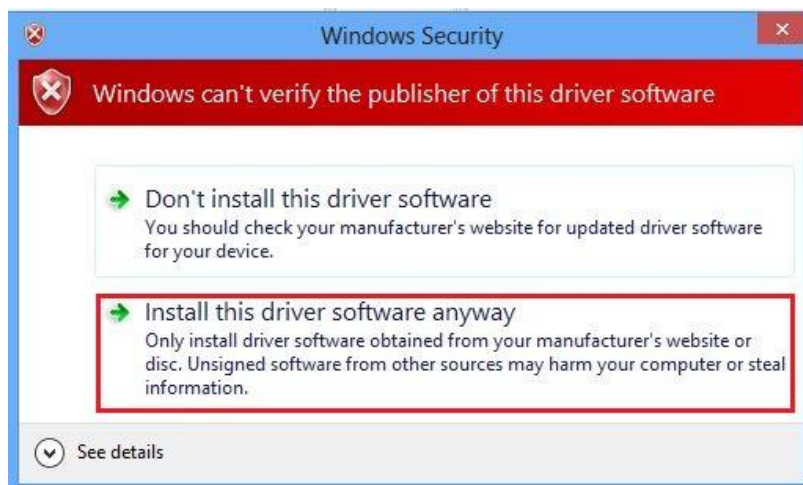 Windows Security
Windows can't verify the publisher of this driver software
Don't install this driver software
You should check your manufacturer's website for updated driver software
for your device.
Install this driver software anyway
Only install driver software obtained from your manufacturer's website or
disc. Unsigned software from other sources may harm your computer or steal
information.
See details